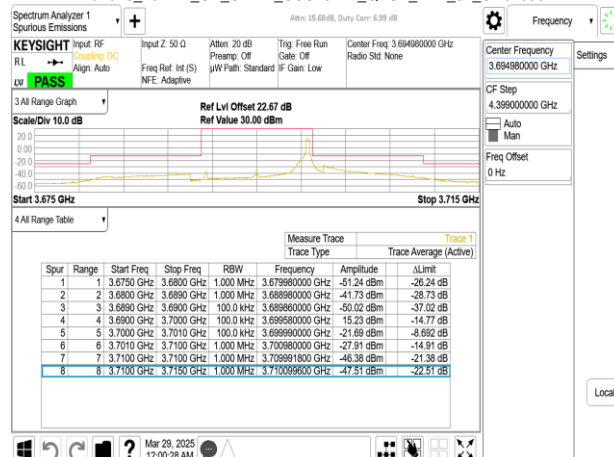 Spectrum Analyzer 1
Spurious Emissions
Attn: 15.68dB, Duty Corr: 6.99 dB
Frequency
KEYSIGHT
RL
PASS
Input: RF
Coupling: DC
Align: Auto
Input Z: 50 Ω
Freq Ref: Int (S)
NFE: Adaptive
Atten: 20 dB
Preamp: Off
µW Path: Standard
Trig: Free Run
Gate: Off
IF Gain: Low
Center Freq: 3.694980000 GHz
Radio Std: None
Center Frequency
3.694980000 GHz
Settings
CF Step
4.399000000 GHz
Auto
Man
Freq Offset
0 Hz
3 All Range Graph
Scale/Div 10.0 dB
Ref Lvl Offset 22.67 dB
Ref Value 30.00 dBm
20.0
0.00
-20.0
-40.0
-60.0
Start 3.675 GHz
Stop 3.715 GHz
4 All Range Table
Measure Trace Trace 1
Trace Type Trace Average (Active)
Spur Range Start Freq Stop Freq RBW Frequency Amplitude ΔLimit
1 1 3.6750 GHz 3.6800 GHz 1.000 MHz 3.679980000 GHz -51.24 dBm -26.24 dB
2 2 3.6800 GHz 3.6890 GHz 1.000 MHz 3.688980000 GHz -41.73 dBm -28.73 dB
3 3 3.6890 GHz 3.6900 GHz 100.0 kHz 3.689860000 GHz -50.02 dBm -37.02 dB
4 4 3.6900 GHz 3.7000 GHz 100.0 kHz 3.699580000 GHz 15.23 dBm -14.77 dB
5 5 3.7000 GHz 3.7010 GHz 100.0 kHz 3.699990000 GHz -21.69 dBm -8.692 dB
6 6 3.7010 GHz 3.7100 GHz 1.000 MHz 3.700980000 GHz -27.91 dBm -14.91 dB
7 7 3.7100 GHz 3.7100 GHz 1.000 MHz 3.709991800 GHz -46.38 dBm -21.38 dB
8 8 3.7100 GHz 3.7150 GHz 1.000 MHz 3.710099600 GHz -47.51 dBm -22.51 dB
Local
Mar 29, 2025
12:00:28 AM